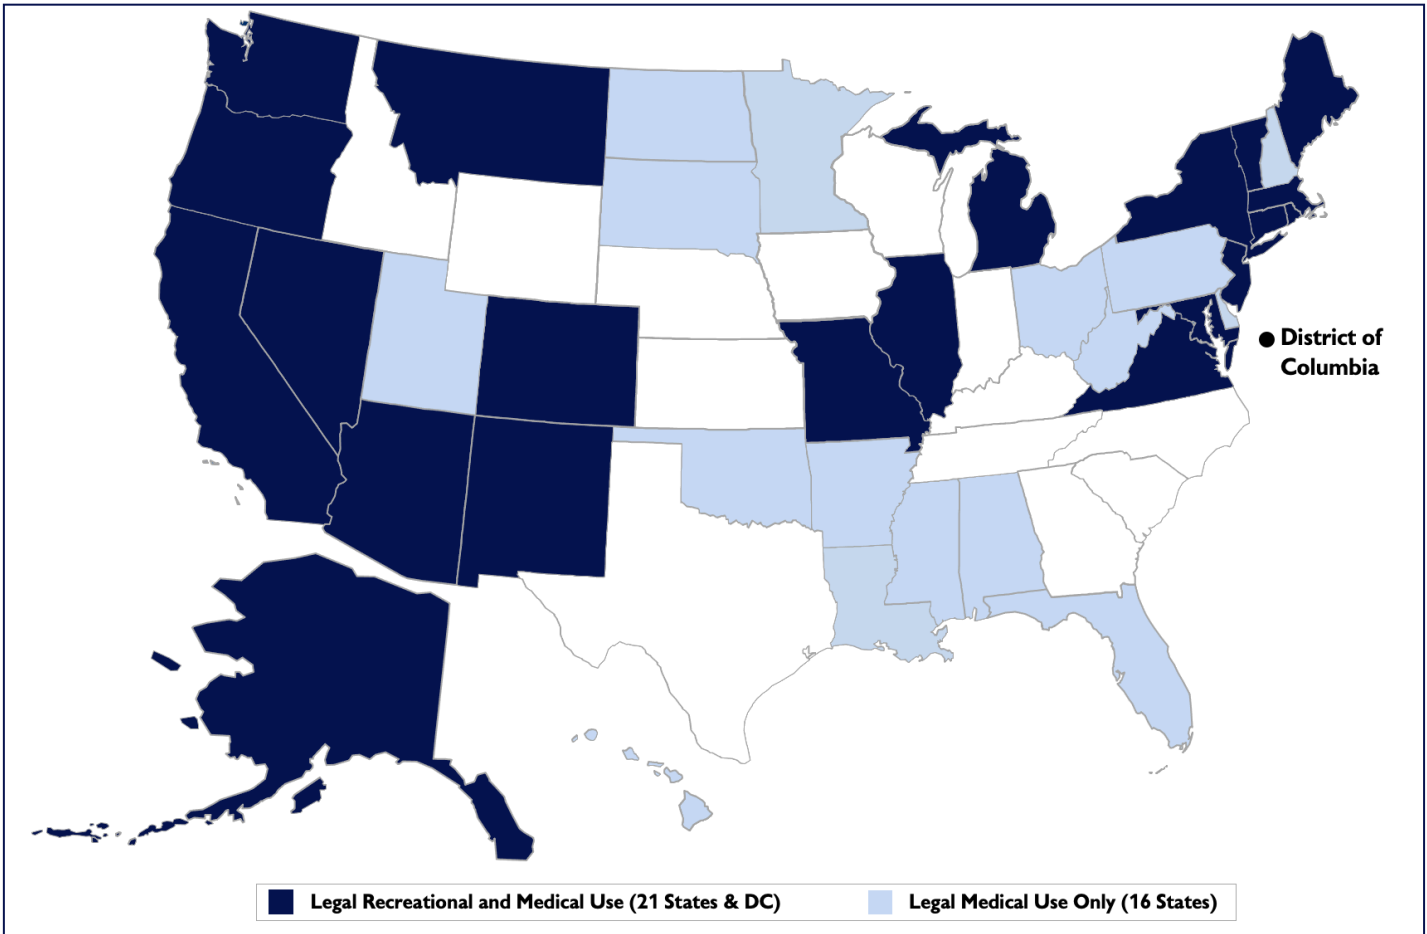 District of
Columbia
Legal Recreational and Medical Use (21 States & DC)
Legal Medical Use Only (16 States)